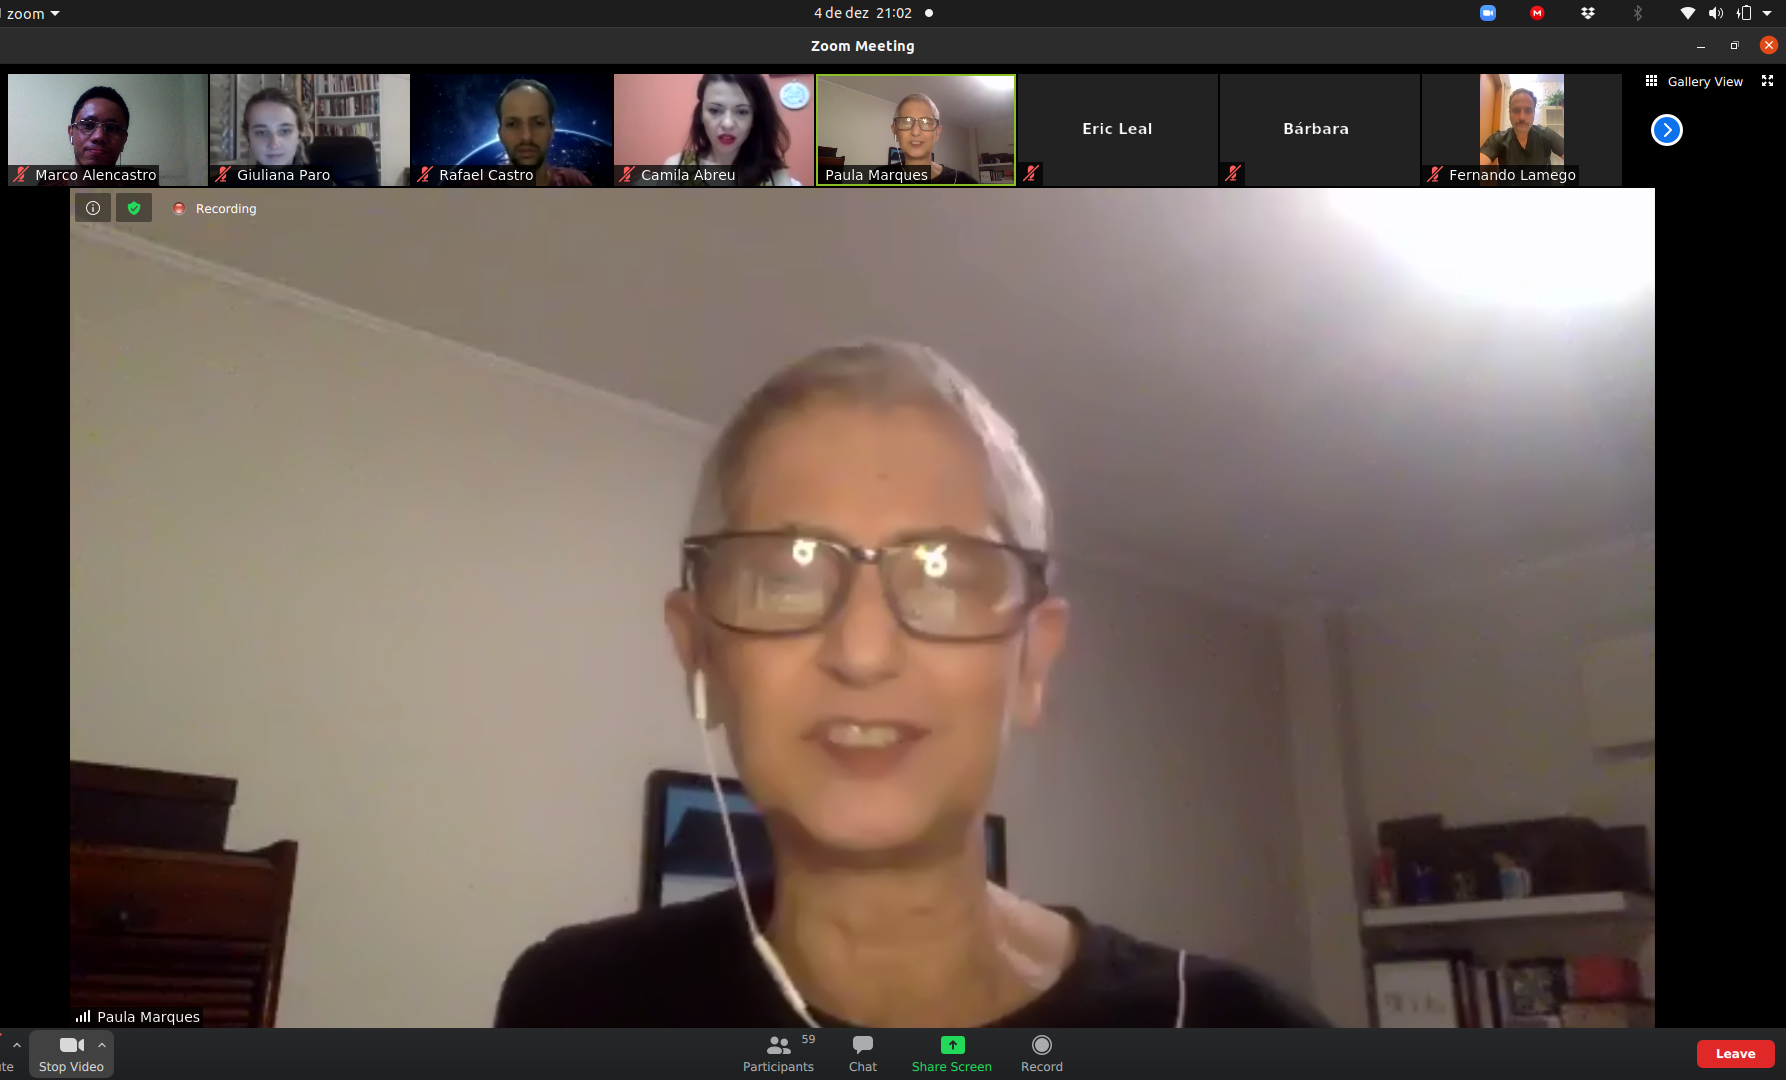 zoom
4 de dez 21:02
Zoom Meeting
Marco Alencastro
Giuliana Paro
Rafael Castro
Camila Abreu
Paula Marques
Eric Leal
Bárbara
Fernando Lamego
Gallery View
Recording
Paula Marques
te
Stop Video
59
Participants
Chat
Share Screen
Record
Leave